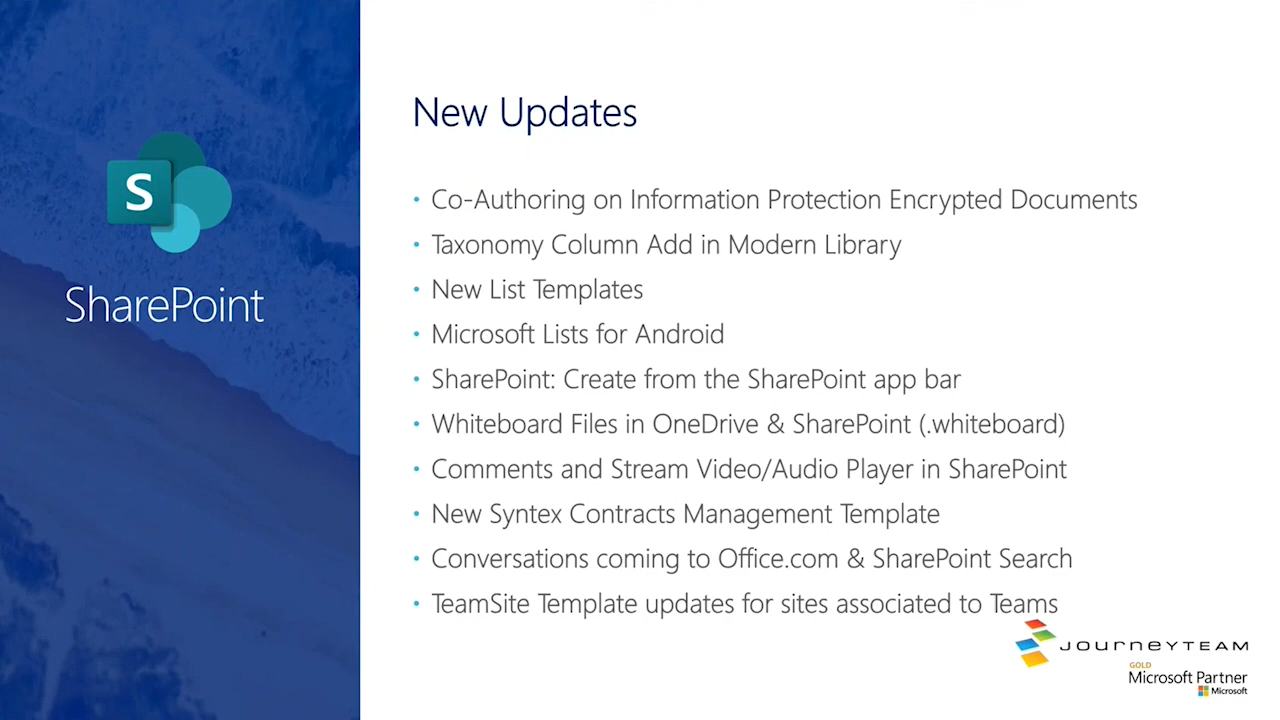 S
SharePoint
New Updates
• Co-Authoring on Information Protection Encrypted Documents
• Taxonomy Column Add in Modern Library
• New List Templates
• Microsoft Lists for Android
• SharePoint: Create from the SharePoint app bar
• Whiteboard Files in OneDrive & SharePoint (.whiteboard)
• Comments and Stream Video/Audio Player in SharePoint
• New Syntex Contracts Management Template
• Conversations coming to Office.com & SharePoint Search
• TeamSite Template updates for sites associated to Teams
JOURNEYTEAM
GOLD
Microsoft Partner
Microsoft